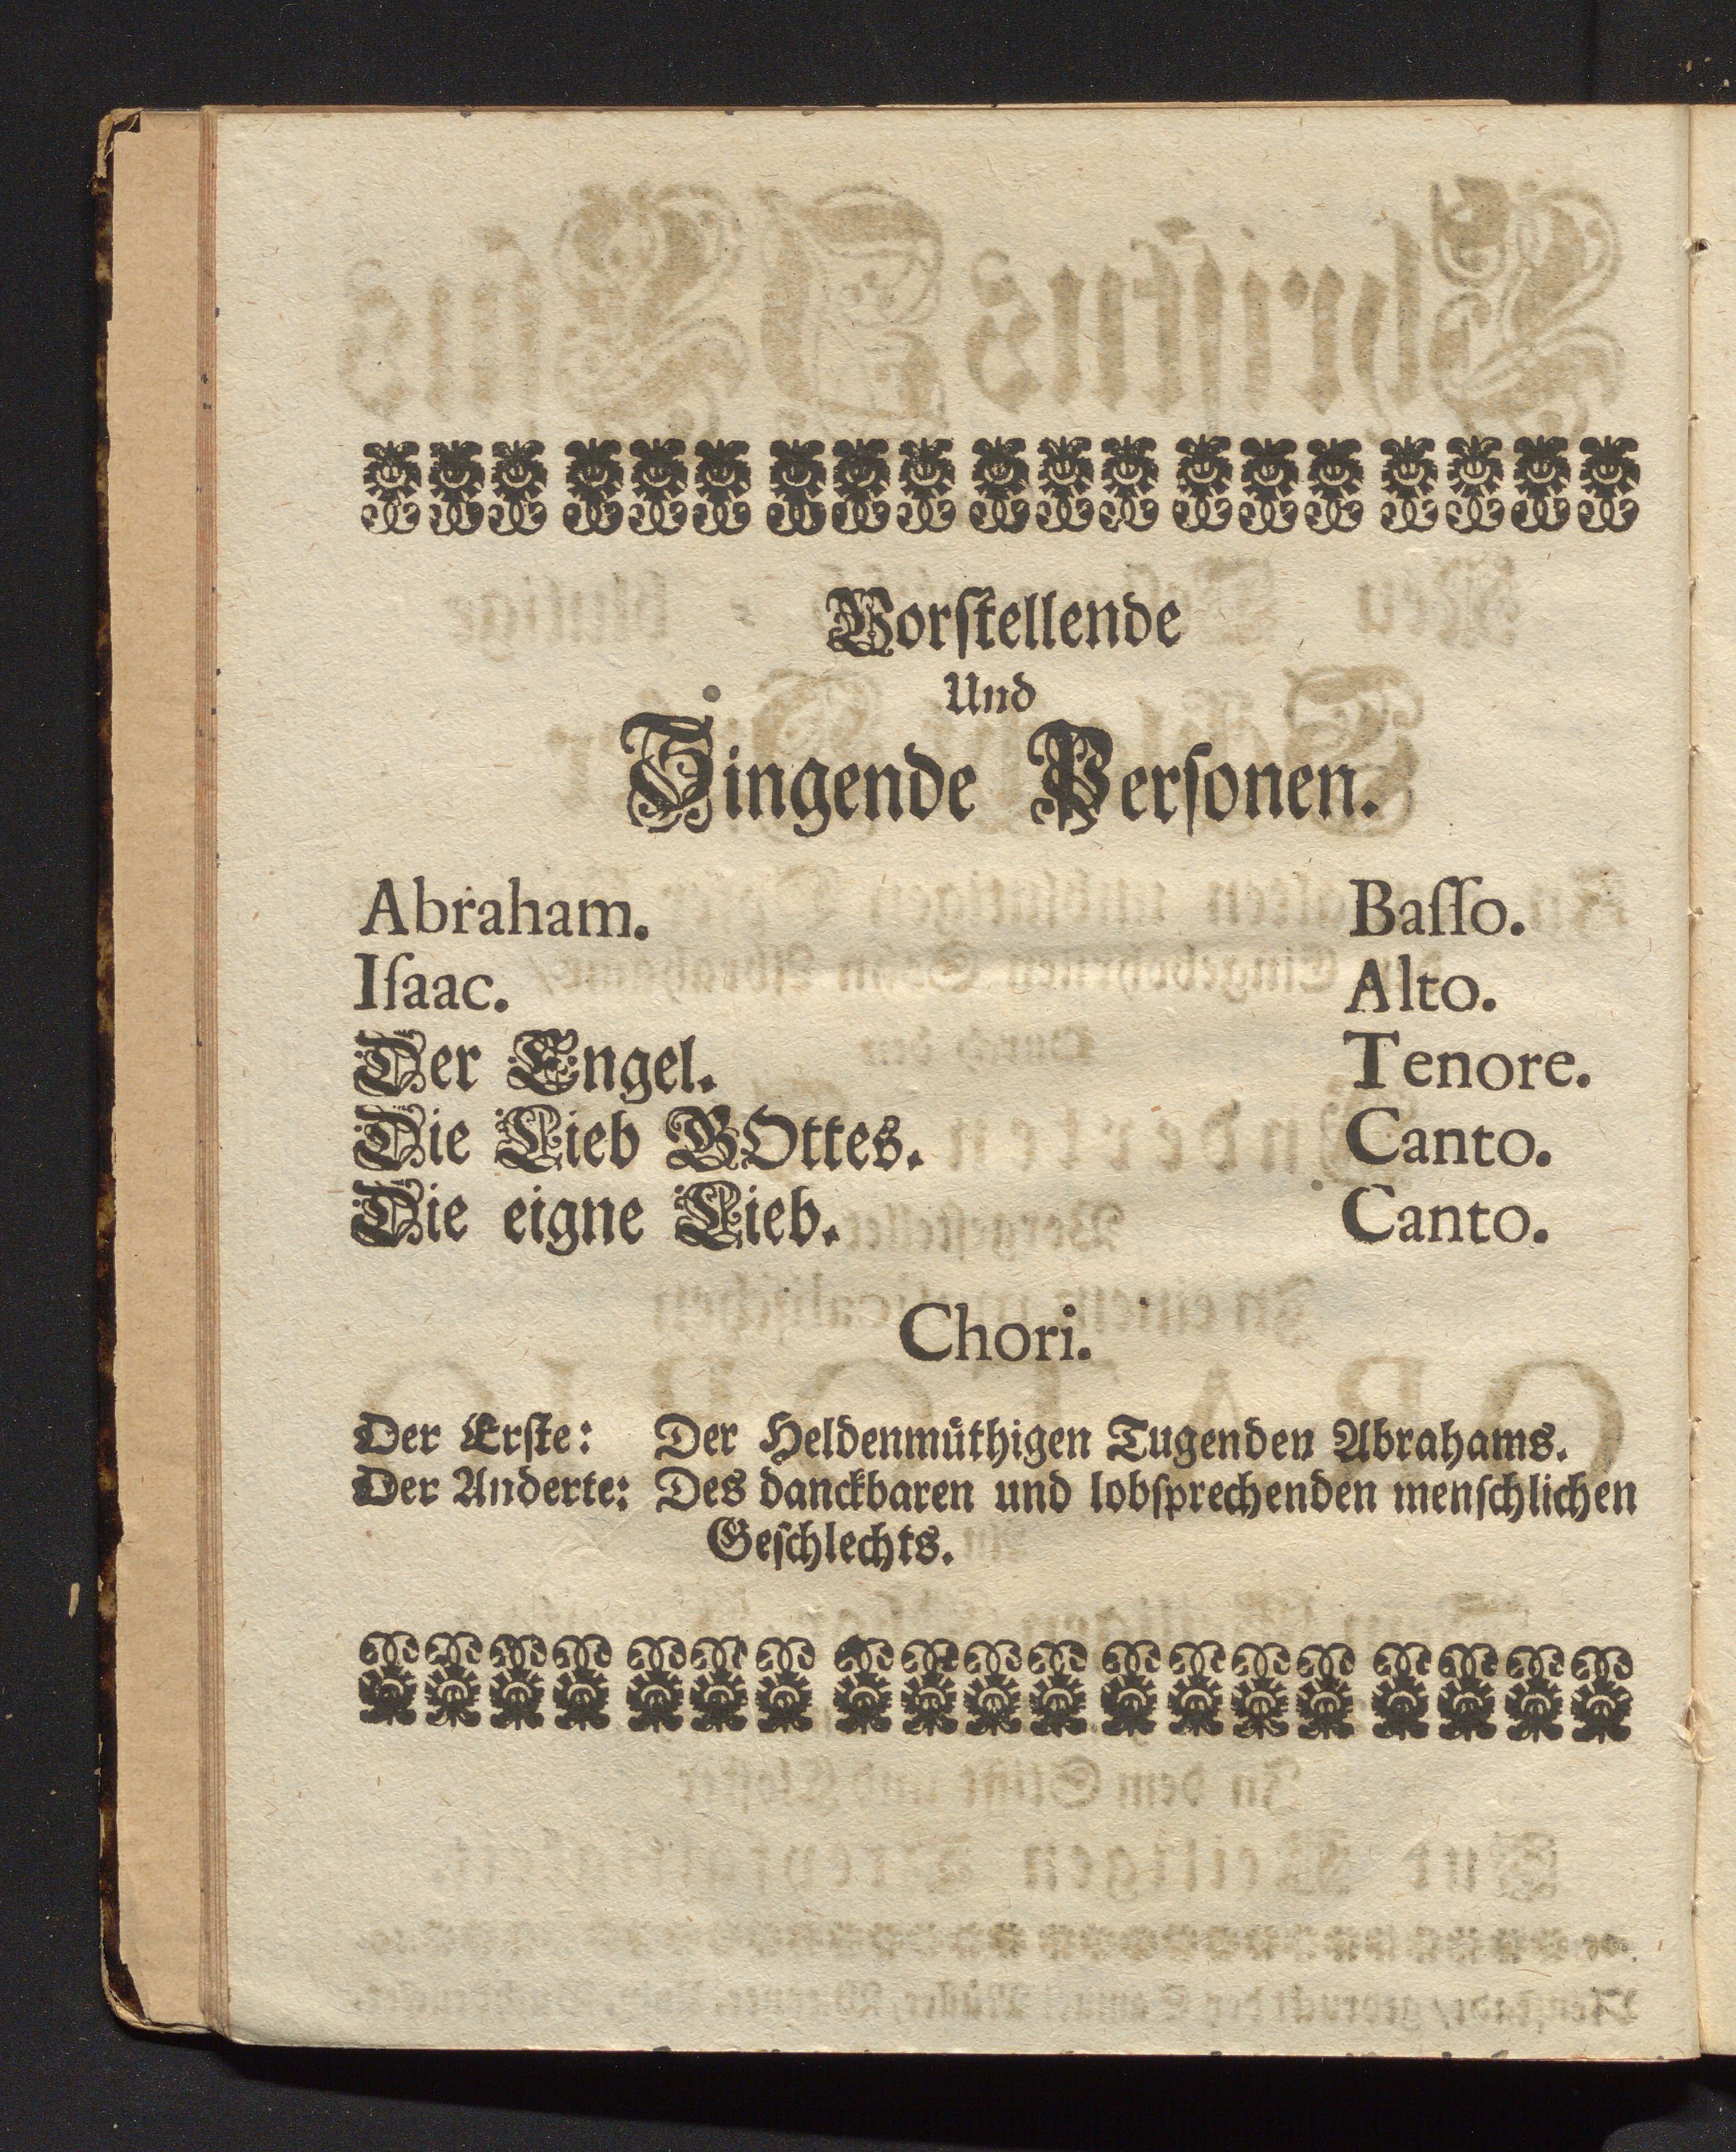 Vorſtellende
Und
Singende Perſonen.
Abraham. Baſſo.
Iſaac. Alto.
Der Engel. Tenore.
Die Lieb GOttes. Canto.
Die eigne Lieb. Canto.
Chori.
Der Erſte: Der Heldenmüthigen Tugenden Abrahams.
Der Anderte: Des danckbaren und lobſprechenden menſchlichen
Geſchlechts.